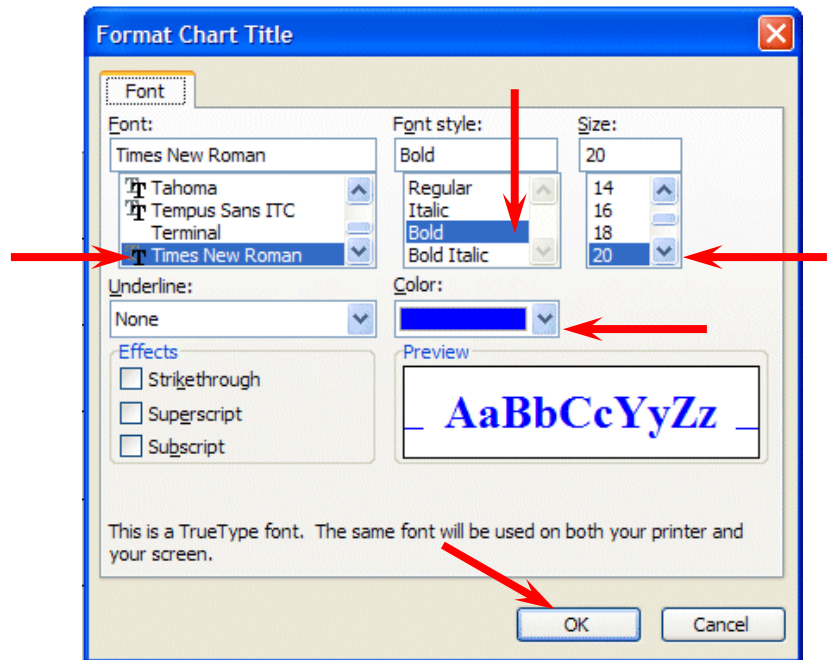 Format Chart Title
Font
Font: Font style: Size:
Times New Roman Bold 20
Tahoma Regular 14
Tempus Sans ITC Italic 16
Terminal Bold 18
Times New Roman Bold Italic 20
Underline: Color:
None
Effects Preview
Strikethrough
Superscript
Subscript
AaBbCcYyZz
This is a TrueType font. The same font will be used on both your printer and
your screen.
OK Cancel